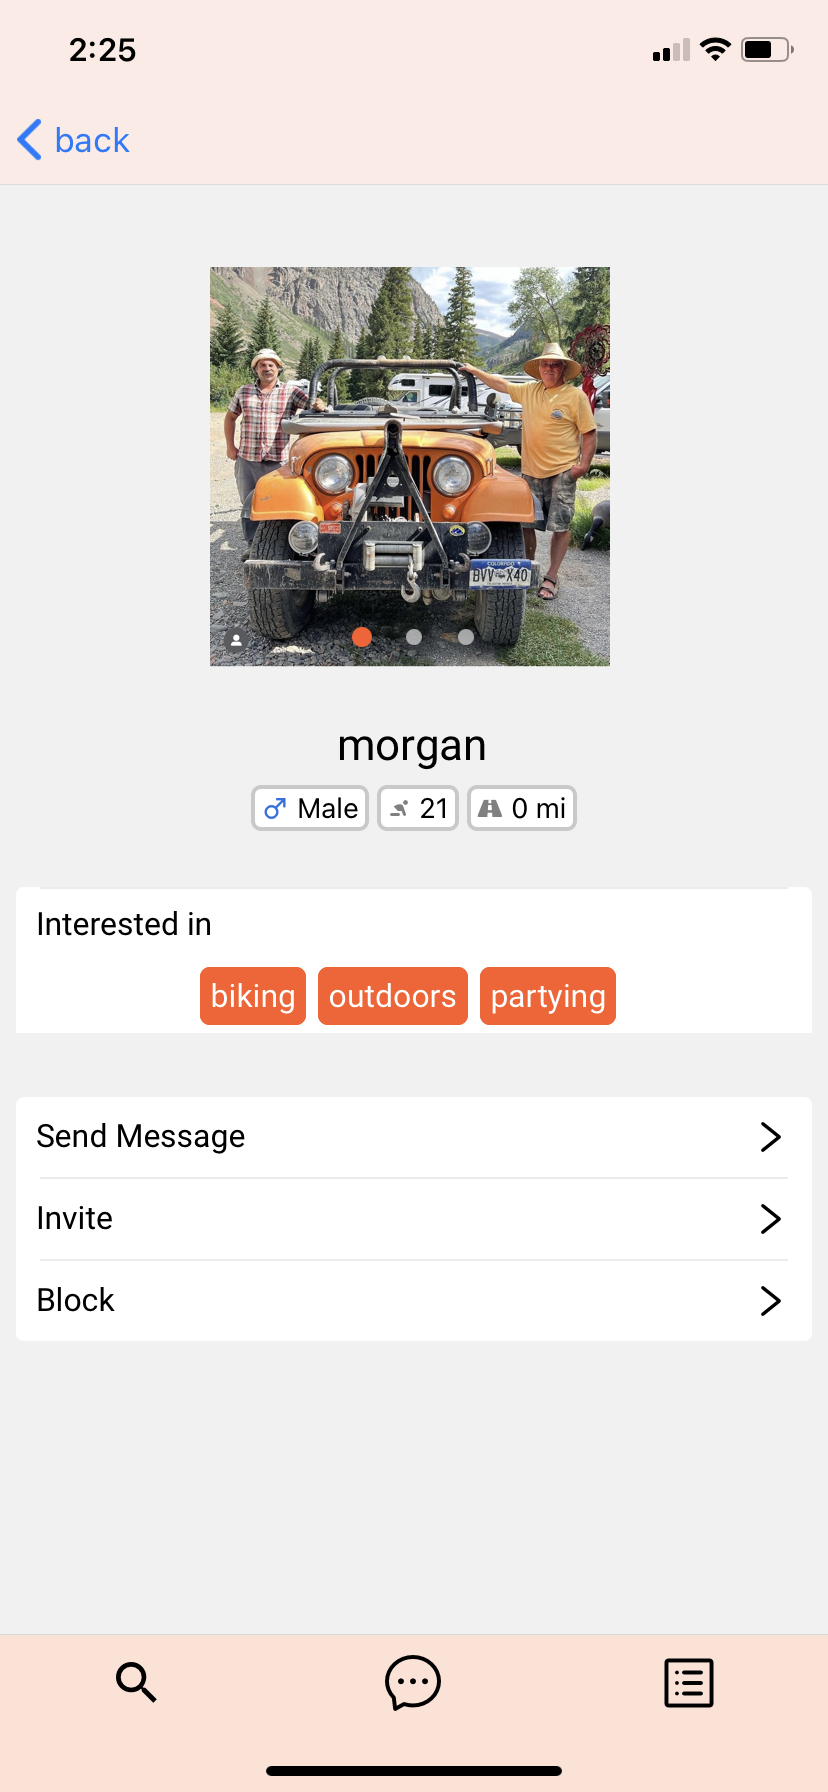 2:25
back
COLORADO
BVV X40
morgan
Male 21 0 mi
Interested in
biking outdoors partying
Send Message
Invite
Block